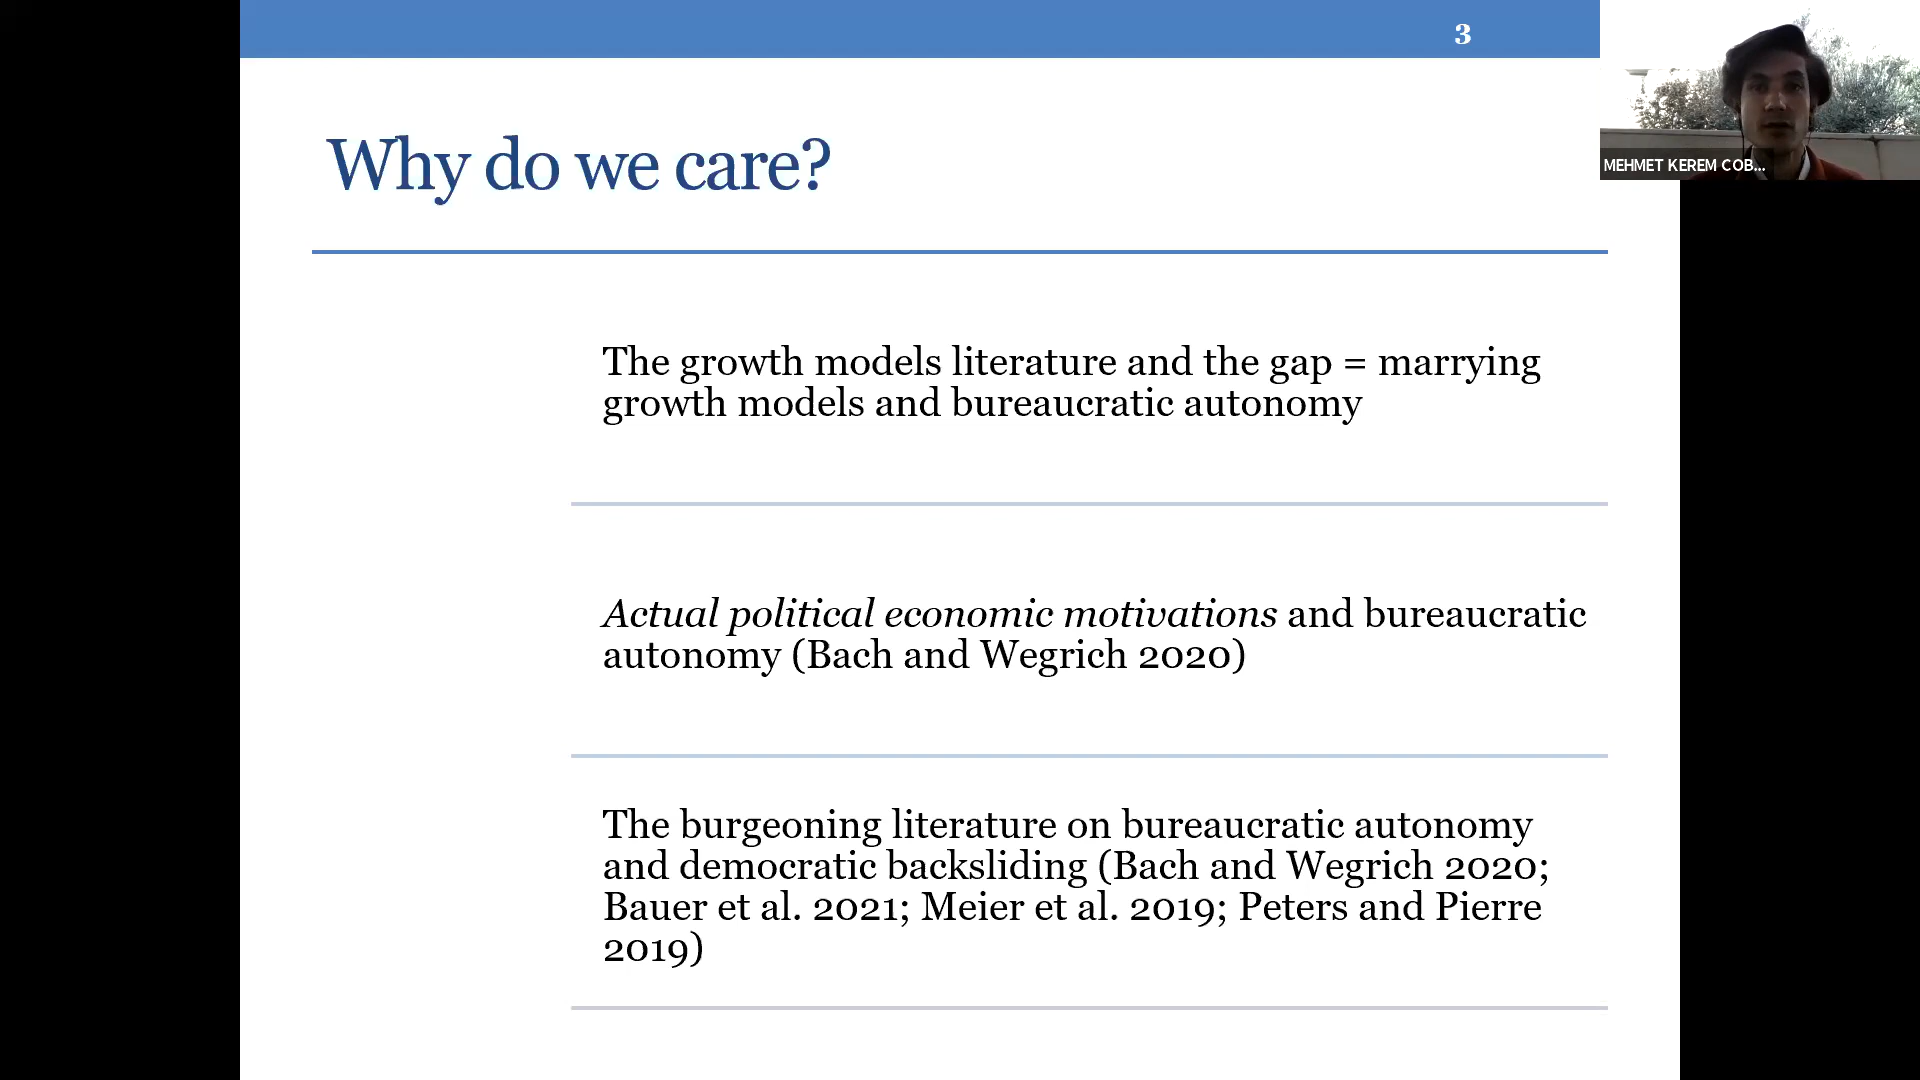 3
MEHMET KEREM COB...
Why do we care?
The growth models literature and the gap = marrying
growth models and bureaucratic autonomy
Actual political economic motivations and bureaucratic
autonomy (Bach and Wegrich 2020)
The burgeoning literature on bureaucratic autonomy
and democratic backsliding (Bach and Wegrich 2020;
Bauer et al. 2021; Meier et al. 2019; Peters and Pierre
2019)